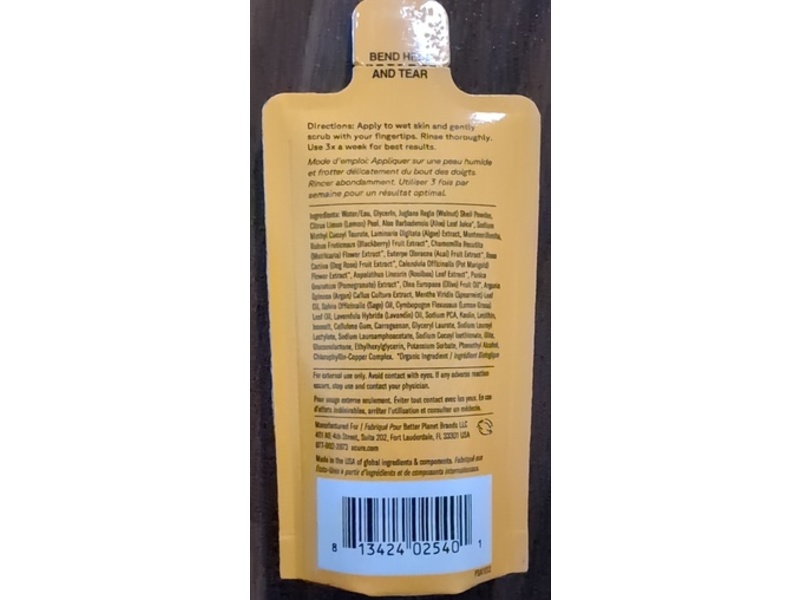 BEND HE
AND TEAR
Directions: Apply to wet skin and gently
scrub with your fingertips. Rinse thoroughly.
Use 3x a week for best results.
Mode d'emploi: Appliquer sur une peau humide
et frotter délicatement du bout des doigts.
Rincer abondamment. Utiliser 3 fois par
semaine pour un résultat optimal.
Ingredients: Water/Eau, Glycerin, Juglans Regia (Walnut) Shell Powder,
Citrus Limon (Lemon) Peel, Aloe Barbadensis (Aloe) Leaf Juice*, Sodium
Methyl Cocoyl Taurate, Laminaria Digitata (Algae) Extract, Montmorillonite,
Rubus Fruticosus (Blackberry) Fruit Extract*, Chamomilla Recutita
(Matricaria) Flower Extract*, Euterpe Oleracea (Acai) Fruit Extract*, Rosa
Canina (Dog Rose) Fruit Extract*, Calendula Officinalis (Pot Marigold)
Flower Extract*, Aspalathus Linearis (Rooibos) Leaf Extract*, Punica
Granatum (Pomegranate) Extract*, Olea Europaea (Olive) Fruit Oil*, Argania
Spinosa (Argan) Callus Culture Extract, Mentha Viridis (Spearmint) Leaf
Oil, Salvia Officinalis (Sage) Oil, Cymbopogon Flexuosus (Lemon Grass)
Leaf Oil, Lavandula Hybrida (Lavandin) Oil, Sodium PCA, Kaolin, Lecithin,
Inositol, Cellulose Gum, Carrageenan, Glyceryl Laurate, Sodium Lauroyl
Lactylate, Sodium Lauroamphoacetate, Sodium Cocoyl Isethionate, Silica,
Glucomannan, Ethylhexylglycerin, Potassium Sorbate, Phenethyl Alcohol,
Chlorophyllin-Copper Complex. *Organic Ingredient / Ingrédient Biologique
For external use only. Avoid contact with eyes. If any adverse reaction
occurs, stop use and contact your physician.
Pour usage externe seulement. Éviter tout contact avec les yeux. En cas
d'effets indésirables, arrêter l'utilisation et consulter un médecin.
Manufactured For / Fabriqué Pour Better Planet Brands LLC
401 NE 4th Street, Suite 202, Fort Lauderdale, FL 33301 USA
877-902-2873 acure.com
Made in the USA of global ingredients & components. Fabriqué aux
États-Unis à partir d'ingrédients et de composants internationaux.
8 13424 02540 1